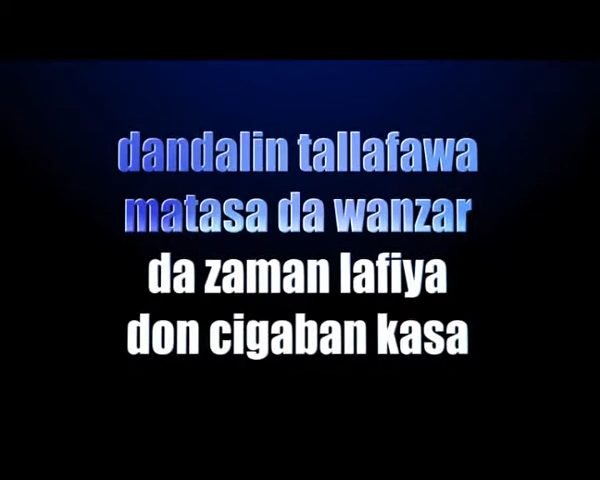 dandalin tallafawa
matasa da wanzar
da zaman lafiya
don cigaban kasa